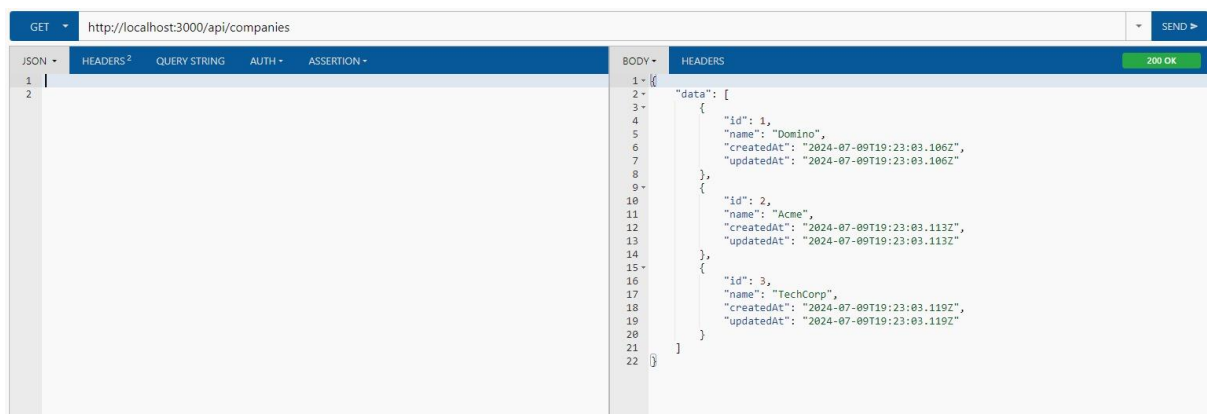 GET http://localhost:3000/api/companies SEND
JSON HEADERS 2 QUERY STRING AUTH ASSERTION
1
2
BODY HEADERS 200 OK
1 {
2 "data": [
3 {
4 "id": 1,
5 "name": "Domino",
6 "createdAt": "2024-07-09T19:23:03.106Z",
7 "updatedAt": "2024-07-09T19:23:03.106Z"
8 },
9 {
10 "id": 2,
11 "name": "Acme",
12 "createdAt": "2024-07-09T19:23:03.113Z",
13 "updatedAt": "2024-07-09T19:23:03.113Z"
14 },
15 {
16 "id": 3,
17 "name": "TechCorp",
18 "createdAt": "2024-07-09T19:23:03.119Z",
19 "updatedAt": "2024-07-09T19:23:03.119Z"
20 }
21 ]
22 }